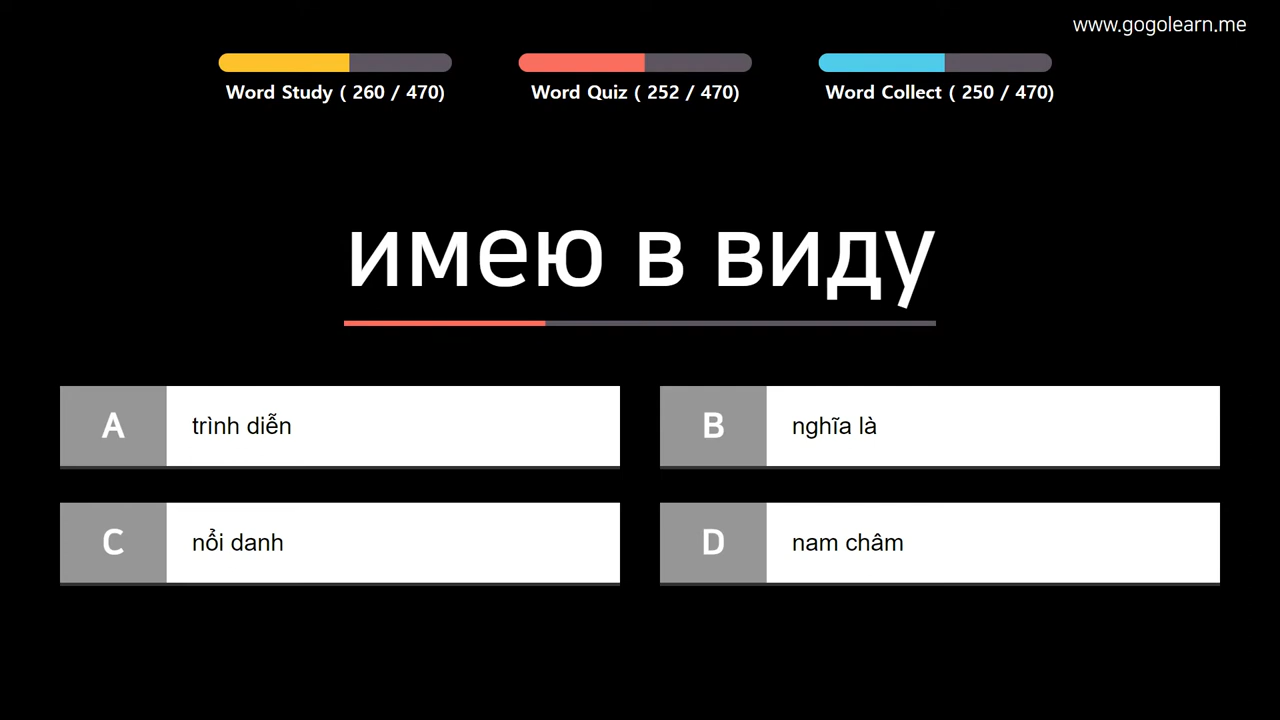 www.gogolearn.me
Word Study ( 260 / 470)
Word Quiz ( 252 / 470)
Word Collect ( 250 / 470)
имею в виду
A
trình diễn
B
nghĩa là
C
nổi danh
D
nam châm